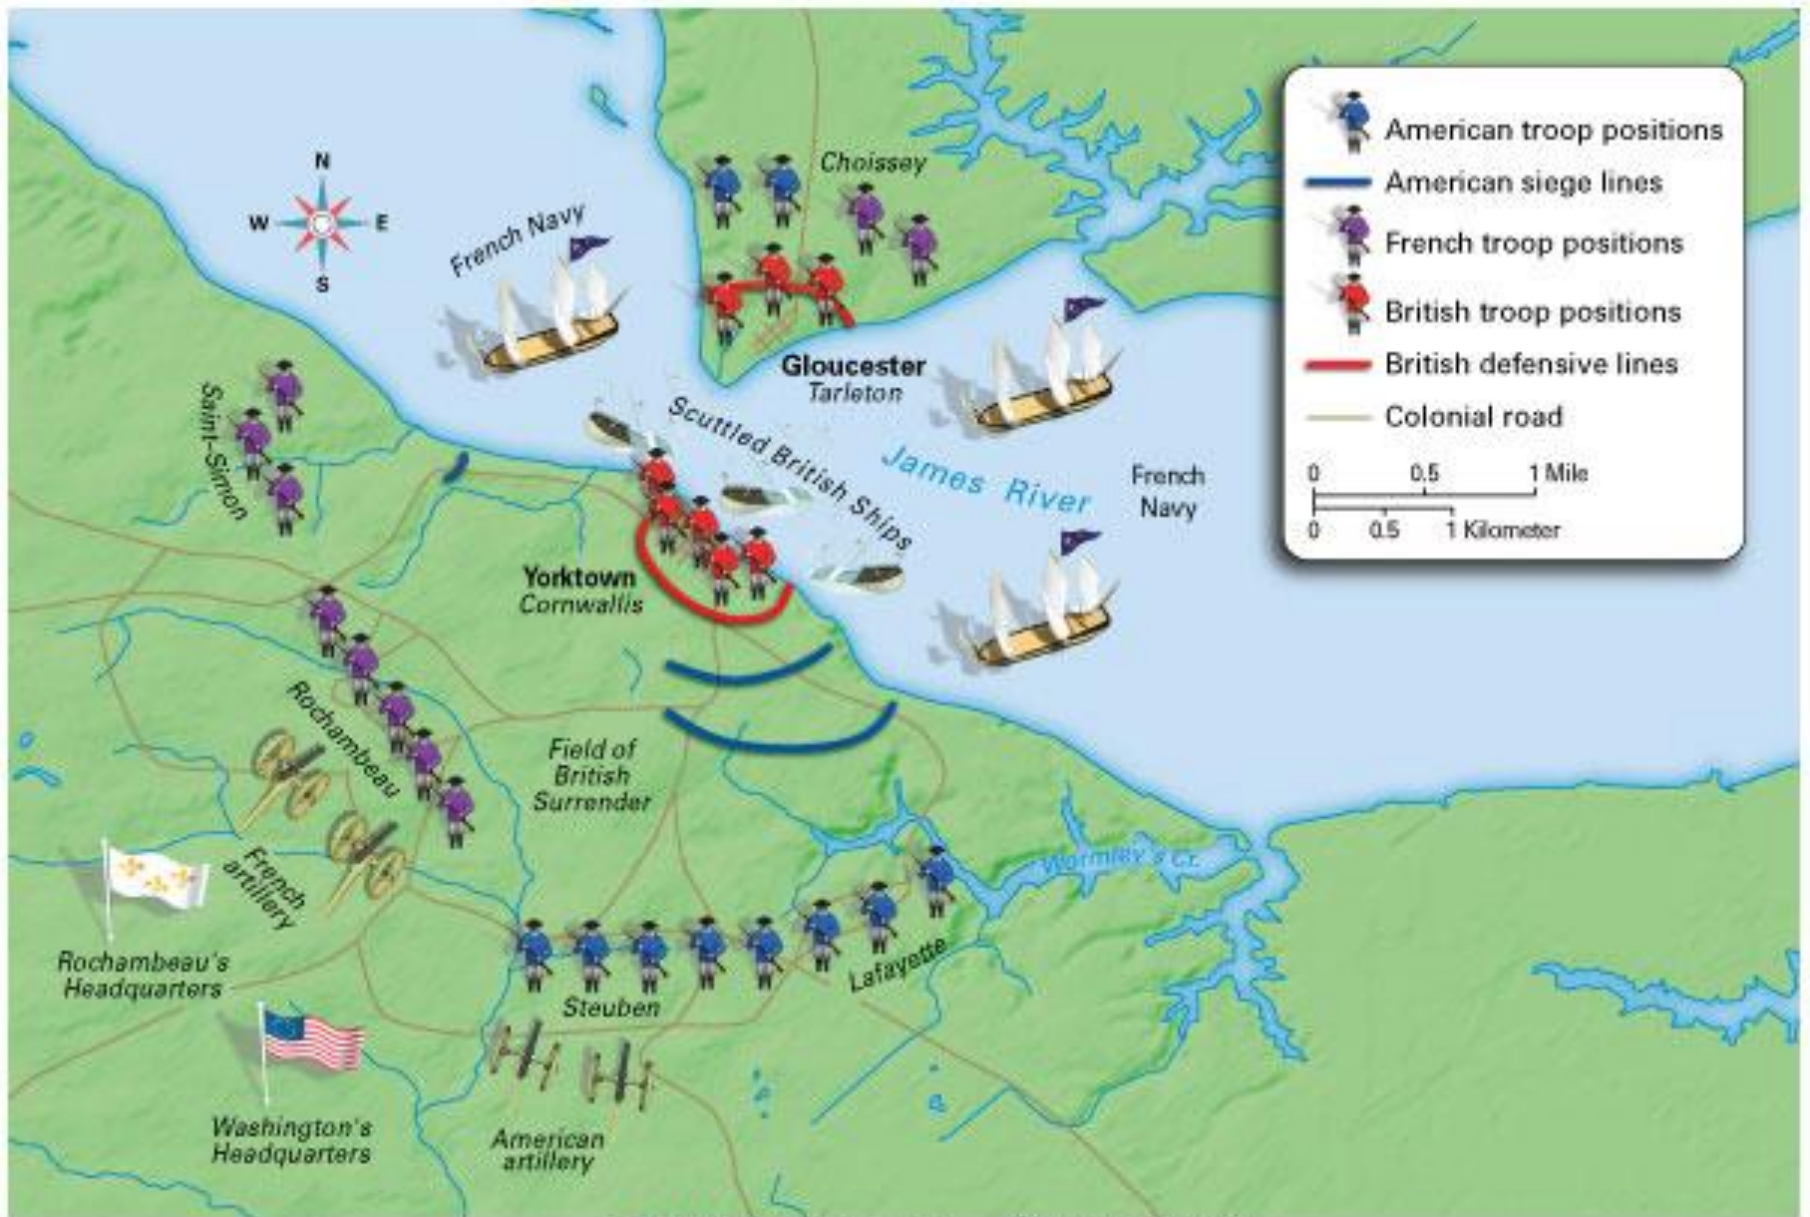 N
W
E
S
French Navy
Choissey
Gloucester
Tarleton
Scuttled British Ships
James River
French
Navy
Saint-Simon
Yorktown
Cornwallis
Rochambeau
Field of
British
Surrender
French
artillery
Wormley's Cr.
Rochambeau's
Headquarters
Steuben
Lafayette
Washington's
Headquarters
American
artillery
American troop positions
American siege lines
French troop positions
British troop positions
British defensive lines
Colonial road
0 0.5 1 Mile
0 0.5 1 Kilometer